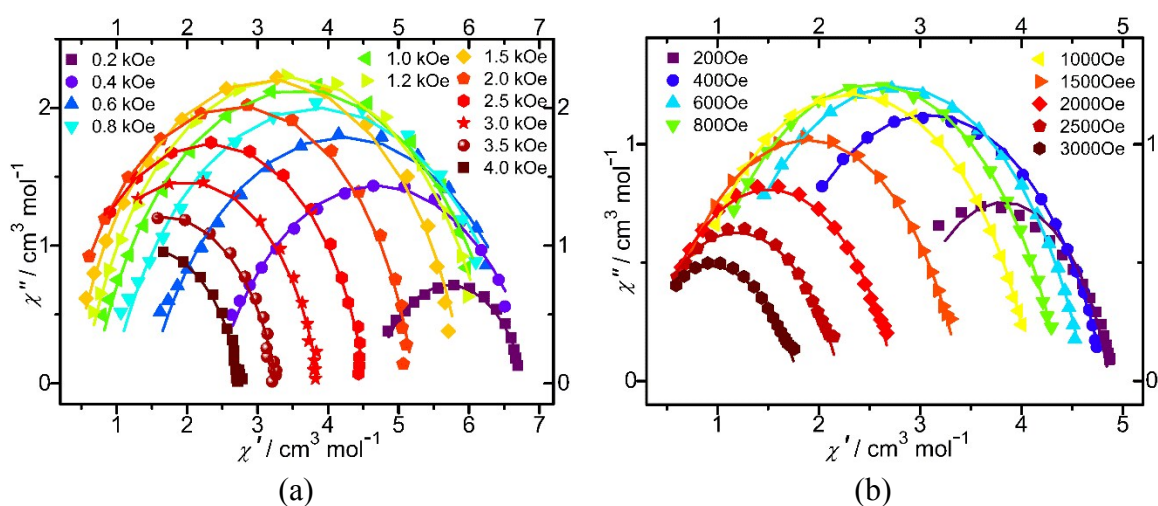 1 2 3 4 5 6 7
0.2 kOe
0.4 kOe
0.6 kOe
0.8 kOe
1.0 kOe
1.2 kOe
1.5 kOe
2.0 kOe
2.5 kOe
3.0 kOe
3.5 kOe
4.0 kOe
2
1
0
2
1
0
χ'' / cm³ mol⁻¹
1 2 3 4 5 6 7
χ' / cm³ mol⁻¹
(a)
1 2 3 4 5
200Oe
400Oe
600Oe
800Oe
1000Oe
1500Oee
2000Oe
2500Oe
3000Oe
1
0
1
0
χ'' / cm³ mol⁻¹
1 2 3 4 5
χ' / cm³ mol⁻¹
(b)